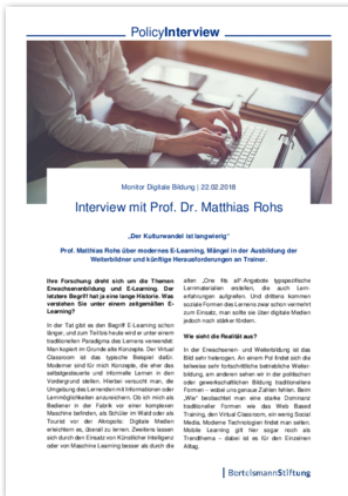 PolicyInterview
Monitor Digitale Bildung | 22.02.2018
Interview mit Prof. Dr. Matthias Rohs
„Der Kulturwandel ist langwierig“
Prof. Matthias Rohs über modernes E-Learning, Mängel in der Ausbildung der
Weiterbildner und künftige Herausforderungen an Trainer.
Ihre Forschung dreht sich um die Themen
Erwachsenenbildung und E-Learning. Der
letztere Begriff hat ja eine lange Historie. Was
verstehen Sie unter einem zeitgemäßen E-
Learning?
In der Tat gibt es den Begriff E-Learning schon
länger, und zum Teil bis heute wird er unter einem
traditionellen Paradigma des Lernens verwendet:
Man kopiert im Grunde alte Konzepte. Der Virtual
Classroom ist das typische Beispiel dafür.
Moderner sind für mich Konzepte, die eher das
selbstgesteuerte und informelle Lernen in den
Vordergrund stellen. Hierbei versucht man, die
Umgebung des Lernenden mit Informationen oder
Lernmöglichkeiten anzureichern. Ob ich mich als
Bediener in der Fabrik vor einer komplexen
Maschine befinden, als Schüler im Wald oder als
Tourist vor der Akropolis: Digitale Medien
erleichtern es, überall zu lernen. Zweitens lassen
sich durch den Einsatz von Künstlicher Intelligenz
oder von Maschine Learning besser als durch die
alten „One fits all“-Angebote typspezifische
Lernmaterialien erstellen, die auch Lern-
erfahrungen aufgreifen. Und drittens kommen
soziale Formen des Lernens zwar schon vermehrt
zum Einsatz, man sollte sie über digitale Medien
jedoch noch stärker fördern.
Wie sieht die Realität aus?
In der Erwachsenen- und Weiterbildung ist das
Bild sehr heterogen. An einem Pol findet sich die
teilweise sehr fortschrittliche betriebliche Weiter-
bildung, am anderen sehen wir in der politischen
oder gewerkschaftlichen Bildung traditionellere
Formen – wobei uns genaue Zahlen fehlen. Beim
„Wie“ beobachtet man eine starke Dominanz
traditioneller Formen wie das Web Based
Training, den Virtual Classroom, ein wenig Social
Media. Moderne Technologien findet man selten.
Mobile Learning gilt hier sogar noch als
Trendthema – dabei ist es für den Einzelnen
Alltag.
BertelsmannStiftung